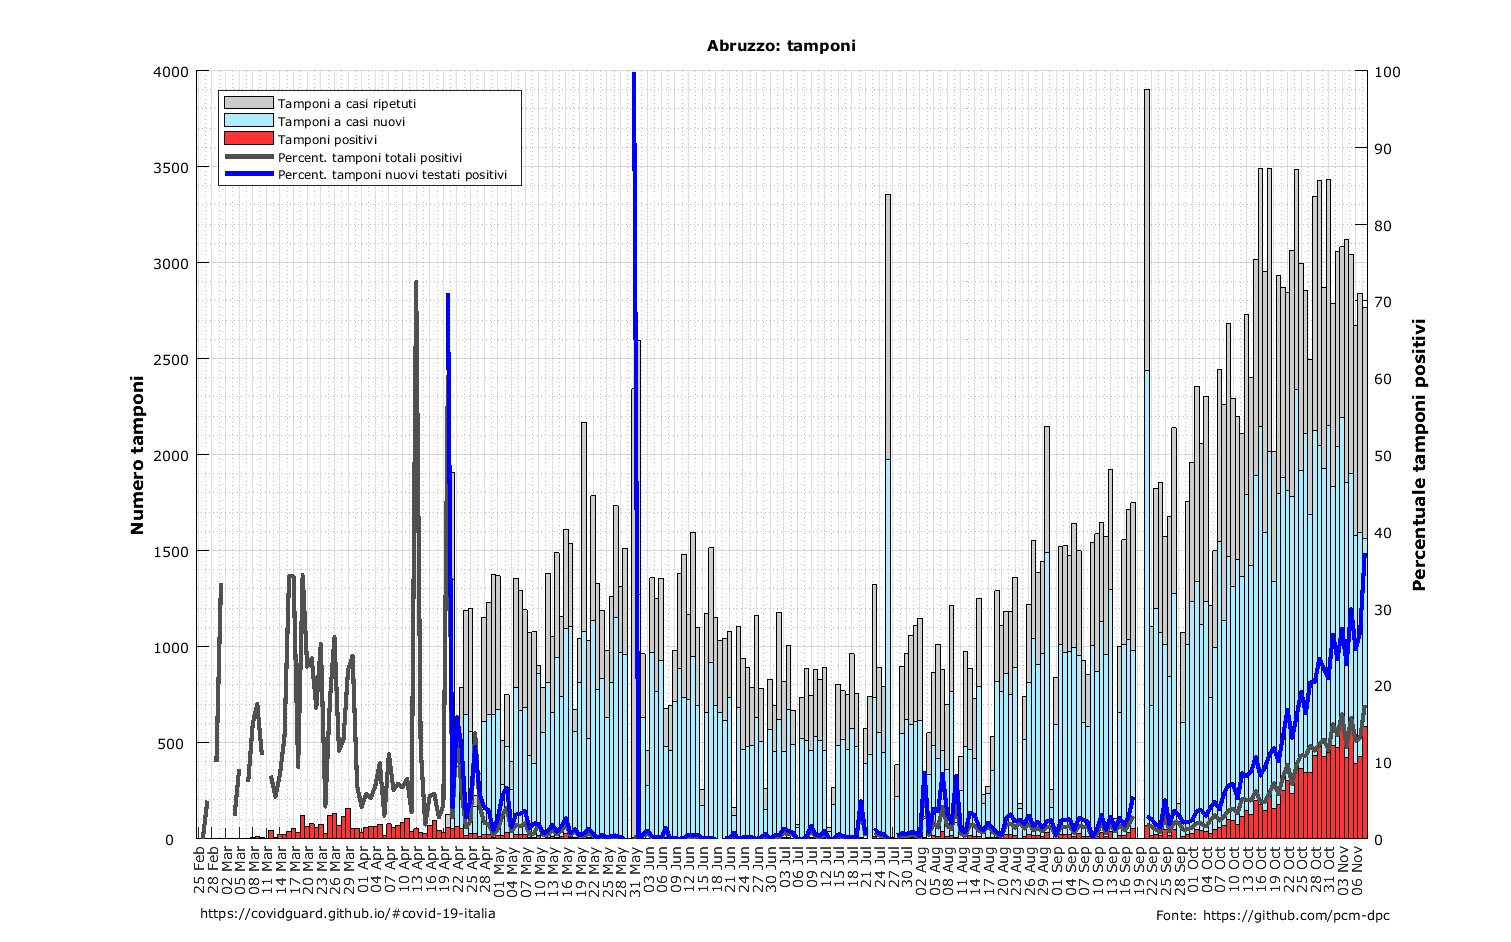 Abruzzo: tamponi
4000
3500
3000
2500
2000
1500
1000
500
0
Numero tamponi
Tamponi a casi ripetuti
Tamponi a casi nuovi
Tamponi positivi
Percent. tamponi totali positivi
Percent. tamponi nuovi testati positivi
100
90
80
70
60
50
40
30
20
10
0
Percentuale tamponi positivi
25 Feb
28 Feb
02 Mar
05 Mar
08 Mar
11 Mar
14 Mar
17 Mar
20 Mar
23 Mar
26 Mar
29 Mar
01 Apr
04 Apr
07 Apr
10 Apr
13 Apr
16 Apr
19 Apr
22 Apr
25 Apr
28 Apr
01 May
04 May
07 May
10 May
13 May
16 May
19 May
22 May
25 May
28 May
31 May
03 Jun
06 Jun
09 Jun
12 Jun
15 Jun
18 Jun
21 Jun
24 Jun
27 Jun
30 Jun
03 Jul
06 Jul
09 Jul
12 Jul
15 Jul
18 Jul
21 Jul
24 Jul
27 Jul
30 Jul
02 Aug
05 Aug
08 Aug
11 Aug
14 Aug
17 Aug
20 Aug
23 Aug
26 Aug
29 Aug
01 Sep
04 Sep
07 Sep
10 Sep
13 Sep
16 Sep
19 Sep
22 Sep
25 Sep
28 Sep
01 Oct
04 Oct
07 Oct
10 Oct
13 Oct
16 Oct
19 Oct
22 Oct
25 Oct
28 Oct
31 Oct
03 Nov
06 Nov
https://covidguard.github.io/#covid-19-italia
Fonte: https://github.com/pcm-dpc